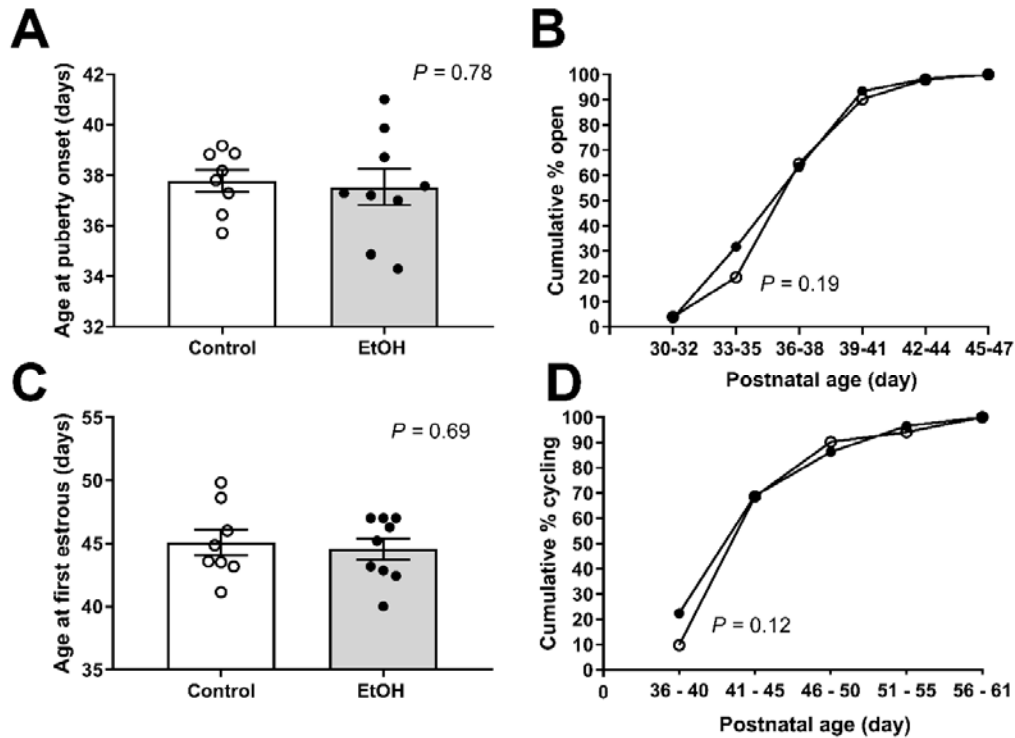 A
Age at puberty onset (days)
42
40
38
36
34
32
P = 0.78
Control
EtOH
B
Cumulative % open
100
90
80
70
60
50
40
30
20
10
0
P = 0.19
30-32
33-35
36-38
39-41
42-44
45-47
Postnatal age (day)
C
Age at first estrous (days)
55
50
45
40
35
P = 0.69
Control
EtOH
D
Cumulative % cycling
100
90
80
70
60
50
40
30
20
10
0
P = 0.12
0
36 - 40
41 - 45
46 - 50
51 - 55
56 - 61
Postnatal age (day)